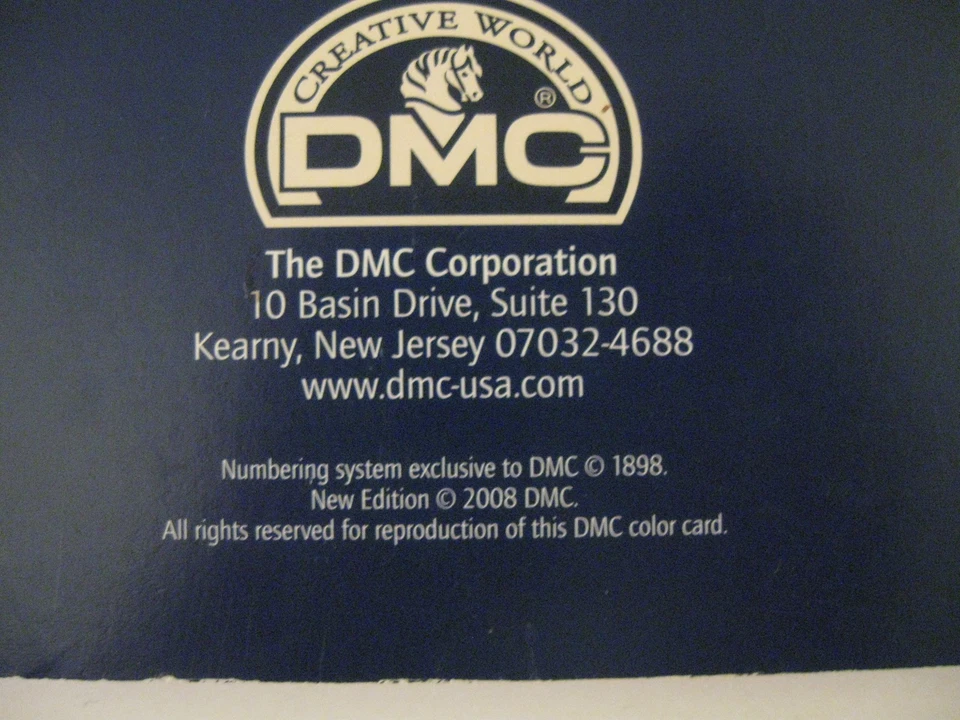 CREATIVE WORLD
DMC®
The DMC Corporation
10 Basin Drive, Suite 130
Kearny, New Jersey 07032-4688
www.dmc-usa.com
Numbering system exclusive to DMC © 1898.
New Edition © 2008 DMC.
All rights reserved for reproduction of this DMC color card.